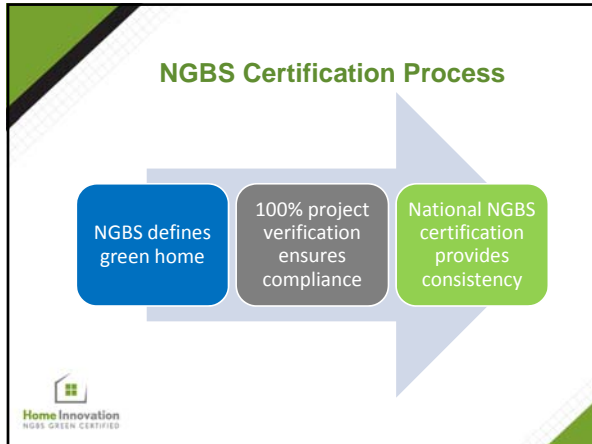 NGBS Certification Process
NGBS defines
green home
100% project
verification
ensures
compliance
National NGBS
certification
provides
consistency
Home Innovation
NGBS GREEN CERTIFIED